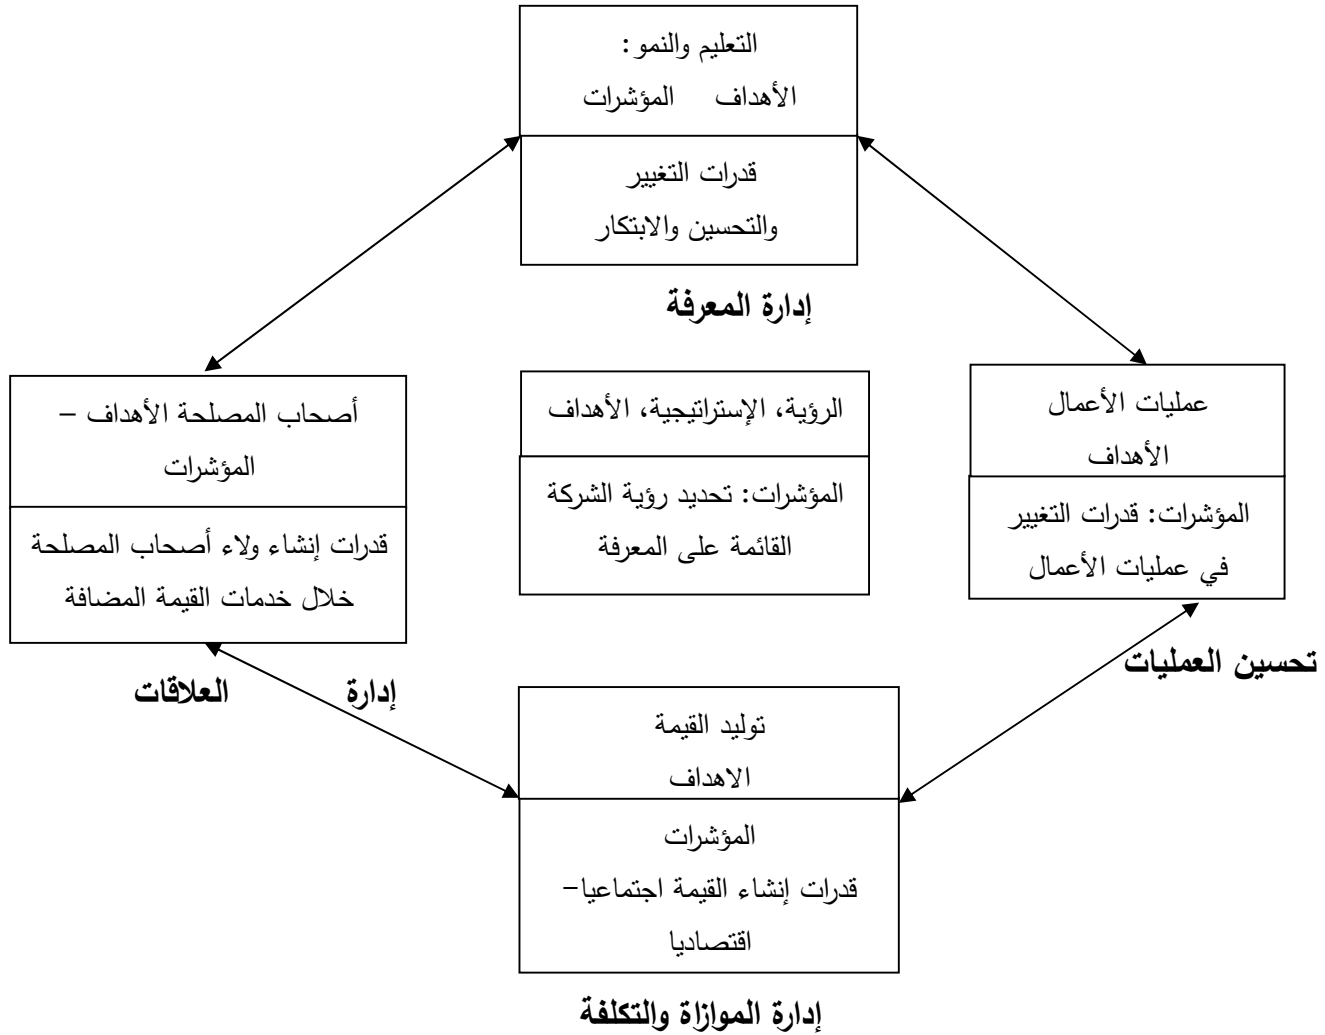 التعليم والنمو:
الأهداف المؤشرات
قدرات التغيير
والتحسين والابتكار
إدارة المعرفة
عمليات الأعمال
الأهداف
المؤشرات: قدرات التغيير
في عمليات الأعمال
تحسين العمليات
الرؤية، الإستراتيجية، الأهداف
المؤشرات: تحديد رؤية الشركة
القائمة على المعرفة
أصحاب المصلحة الأهداف –
المؤشرات
قدرات إنشاء ولاء أصحاب المصلحة
خلال خدمات القيمة المضافة
إدارة العلاقات
توليد القيمة
الاهداف
المؤشرات
قدرات إنشاء القيمة اجتماعيا–
اقتصاديا
إدارة الموازاة والتكلفة